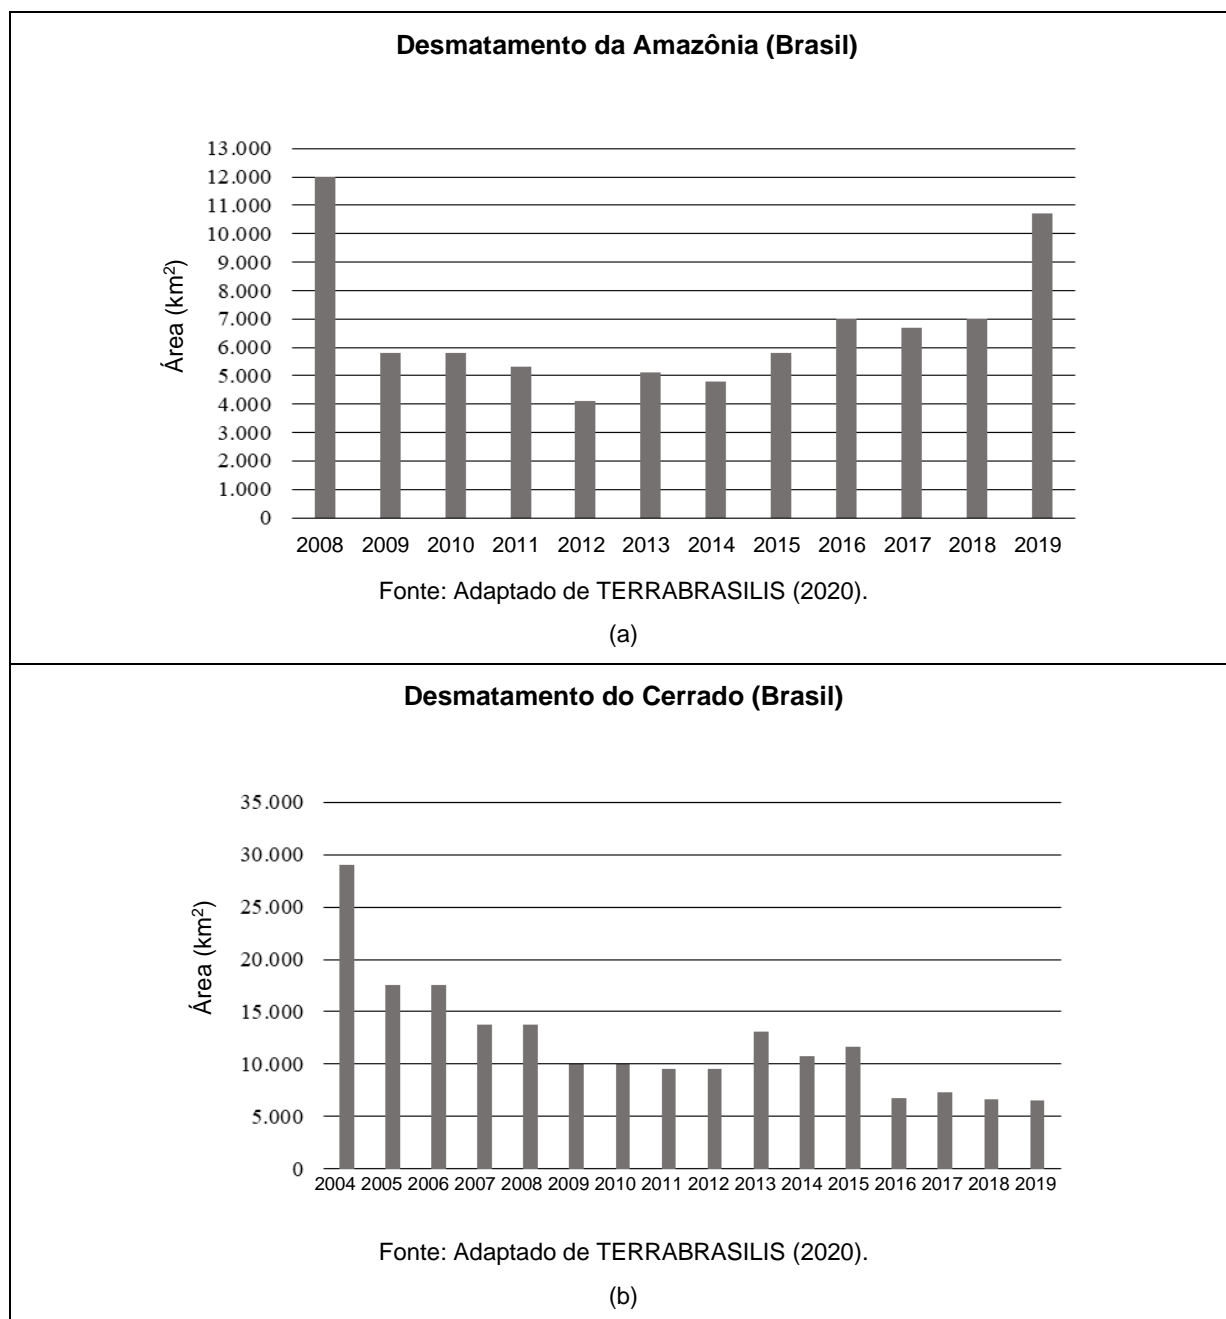 Desmatamento da Amazônia (Brasil)
Área (km²)
13.000
12.000
11.000
10.000
9.000
8.000
7.000
6.000
5.000
4.000
3.000
2.000
1.000
0
2008 2009 2010 2011 2012 2013 2014 2015 2016 2017 2018 2019
Fonte: Adaptado de TERRABRASILIS (2020).
(a)
Desmatamento do Cerrado (Brasil)
Área (km²)
35.000
30.000
25.000
20.000
15.000
10.000
5.000
0
2004 2005 2006 2007 2008 2009 2010 2011 2012 2013 2014 2015 2016 2017 2018 2019
Fonte: Adaptado de TERRABRASILIS (2020).
(b)